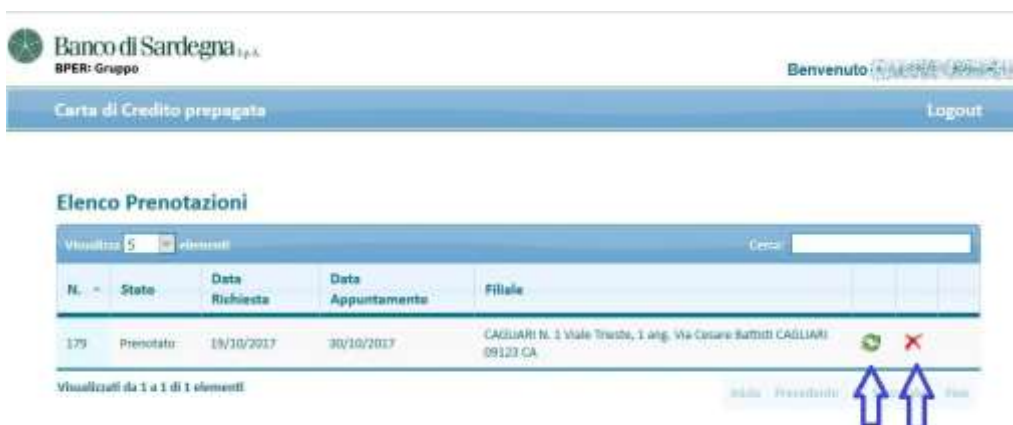 Banco di Sardegna S.p.A.
BPER: Gruppo
Benvenuto
Carta di Credito prepagata
Logout
Elenco Prenotazioni
Visualizza 5 elementi
Cerca:
N. Stato Data Richiesta Data Appuntamento Filiale
179 Prenotato 19/10/2017 30/10/2017 CAGLIARI N. 1 Viale Trieste, 1 ang. Via Cesare Battisti CAGLIARI
09123 CA
Visualizzati da 1 a 1 di 1 elementi
Inizio Precedente Fine